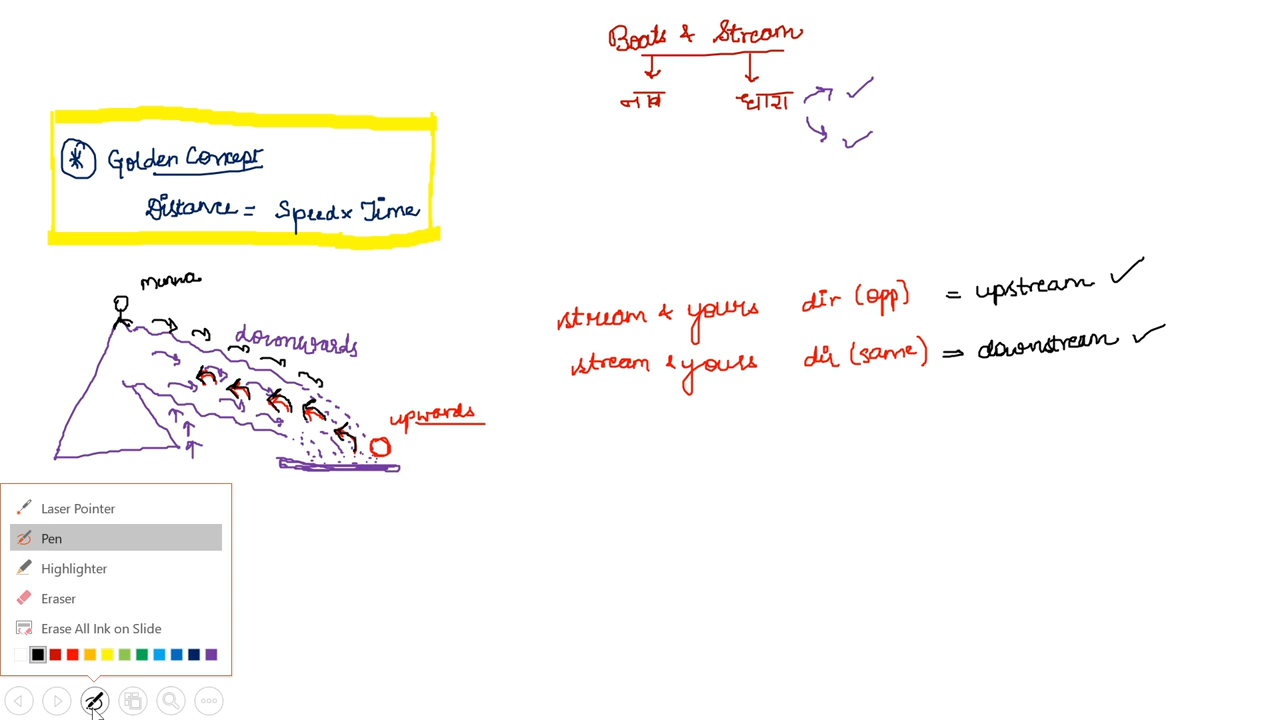 Boats & Stream
नाव धारा
* Golden Concept
Distance = Speed x Time
munna
downwards
upwards
stream & yours dir (opp) = upstream ✓
stream & yours dir (same) = downstream ✓
Laser Pointer
Pen
Highlighter
Eraser
Erase All Ink on Slide